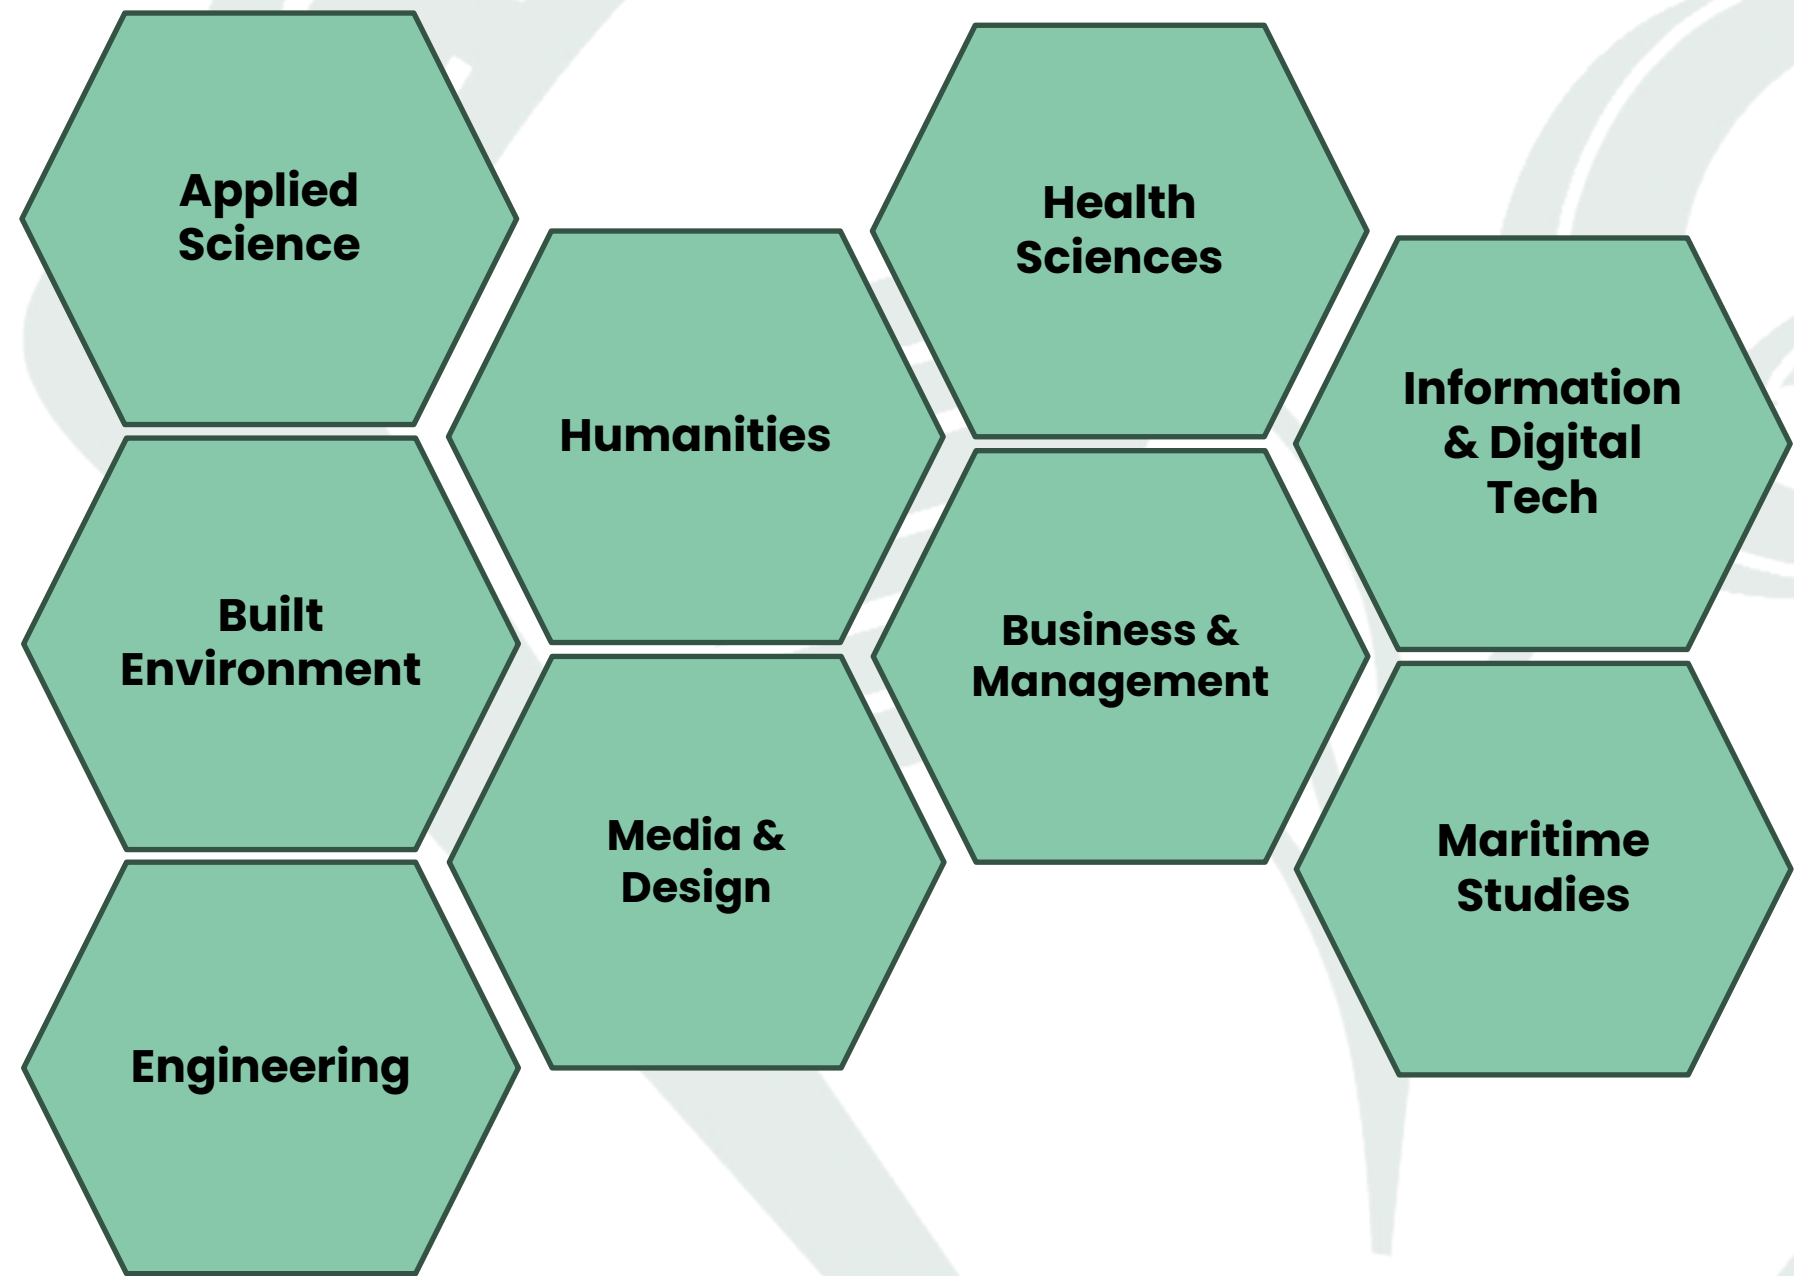 Applied
Science
Health
Sciences
Humanities
Information
& Digital
Tech
Built
Environment
Business &
Management
Media &
Design
Maritime
Studies
Engineering